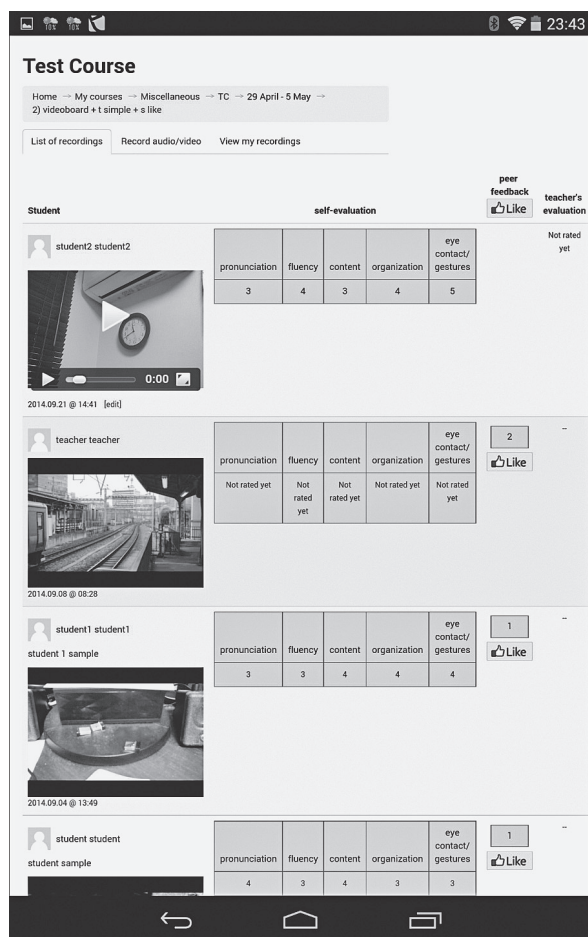 10% 10% 23:43
Test Course
Home → My courses → Miscellaneous → TC → 29 April - 5 May →
2) videoboard + t simple + s like
List of recordings Record audio/video View my recordings
Student self-evaluation peer feedback Like teacher's evaluation
student2 student2
pronunciation fluency content organization eye contact/ gestures
3 4 3 4 5
Not rated yet
0:00
2014.09.21 @ 14:41 [edit]
teacher teacher
pronunciation fluency content organization eye contact/ gestures
Not rated yet Not rated yet Not rated yet Not rated yet Not rated yet
2
Like
–
2014.09.08 @ 08:28
student1 student1
student 1 sample
pronunciation fluency content organization eye contact/ gestures
3 3 4 4 4
1
Like
–
2014.09.04 @ 13:49
student student
student sample
pronunciation fluency content organization eye contact/ gestures
4 3 4 3 3
1
Like
–